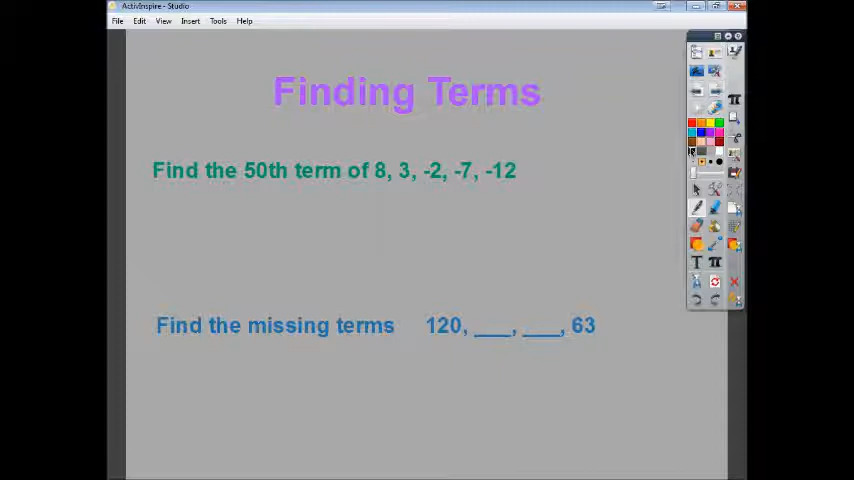 ActivInspire - Studio
File Edit View Insert Tools Help
Finding Terms
Find the 50th term of 8, 3, -2, -7, -12
Find the missing terms 120, ___, ___, 63